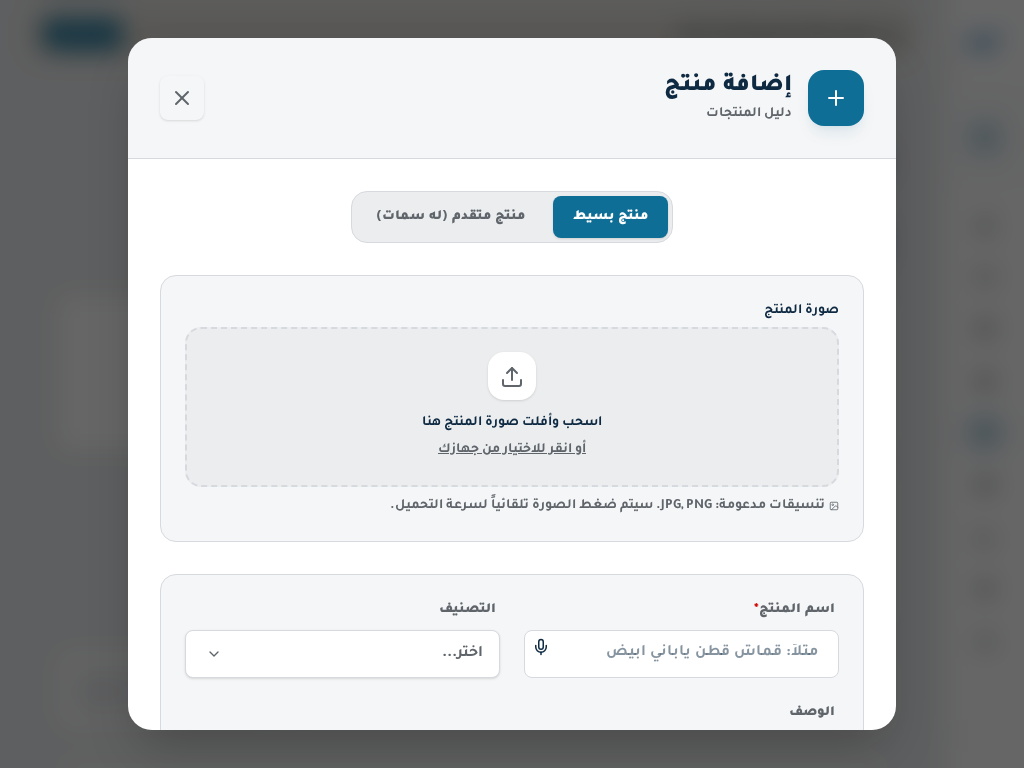 إضافة منتج
دليل المنتجات
منتج بسيط
منتج متقدم (له سمات)
صورة المنتج
اسحب وأفلت صورة المنتج هنا
أو انقر للاختيار من جهازك
تنسيقات مدعومة: JPG, PNG. سيتم ضغط الصورة تلقائياً لسرعة التحميل.
اسم المنتج*
التصنيف
مثلاً: قماش قطن ياباني ابيض
اختر...
الوصف